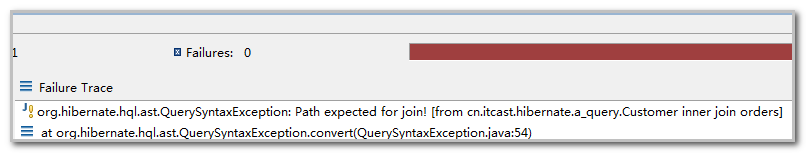 1 Failures: 0
Failure Trace
org.hibernate.hql.ast.QuerySyntaxException: Path expected for join! [from cn.itcast.hibernate.a_query.Customer inner join orders]
at org.hibernate.hql.ast.QuerySyntaxException.convert(QuerySyntaxException.java:54)